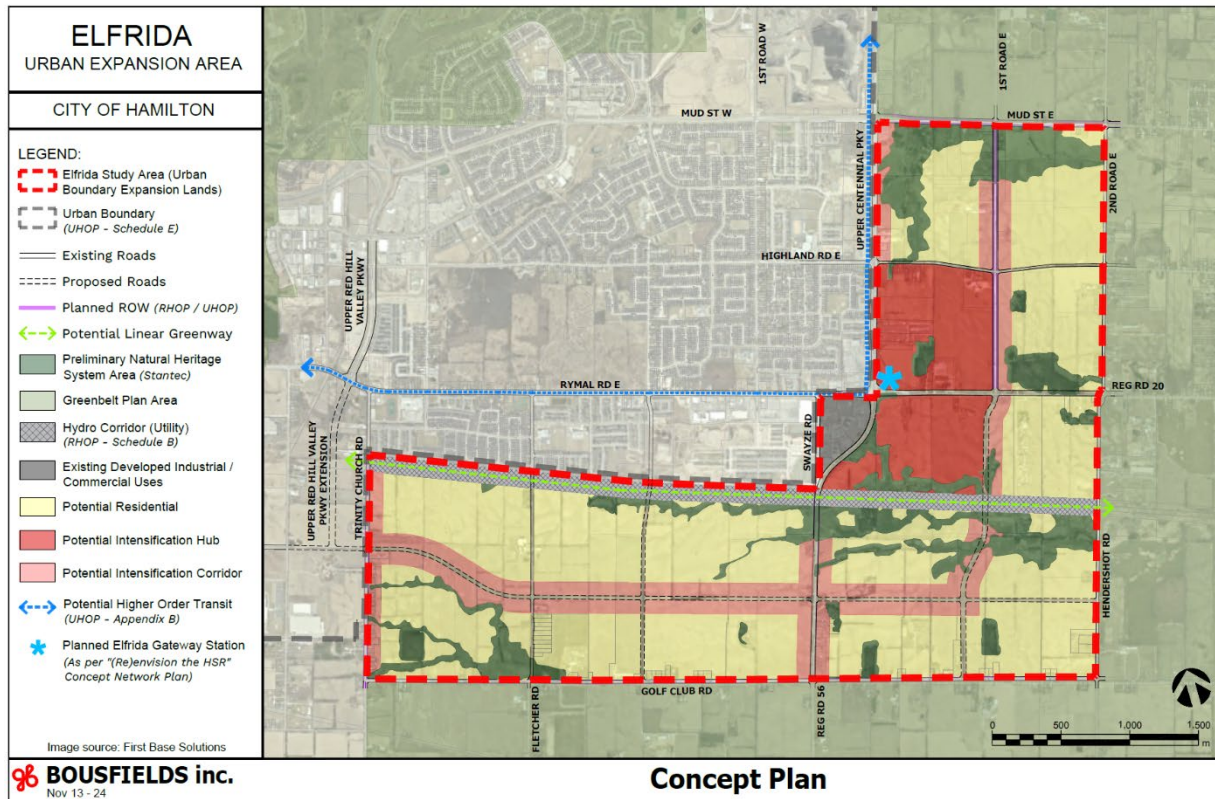 ELFRIDA
URBAN EXPANSION AREA
CITY OF HAMILTON
LEGEND:
Elfrida Study Area (Urban
Boundary Expansion Lands)
Urban Boundary
(UHOP - Schedule E)
Existing Roads
Proposed Roads
Planned ROW (RHOP / UHOP)
Potential Linear Greenway
Preliminary Natural Heritage
System Area (Stantec)
Greenbelt Plan Area
Hydro Corridor (Utility)
(RHOP - Schedule B)
Existing Developed Industrial /
Commercial Uses
Potential Residential
Potential Intensification Hub
Potential Intensification Corridor
Potential Higher Order Transit
(UHOP - Appendix B)
Planned Elfrida Gateway Station
(As per "(Re)envision the HSR"
Concept Network Plan)
Image source: First Base Solutions
BOUSFIELDS inc.
Nov 13 - 24
Concept Plan
1ST ROAD W
1ST ROAD E
MUD ST W
MUD ST E
UPPER CENTENNIAL PKY
2ND ROAD E
HIGHLAND RD E
UPPER RED HILL
VALLEY PKWY
RYMAL RD E
REG RD 20
SWAYZE RD
UPPER RED HILL VALLEY
PKWY EXTENSION
TRINITY CHURCH RD
HENDERSHOT RD
GOLF CLUB RD
FLETCHER RD
REG RD 56
0 500 1,000 1,500
m